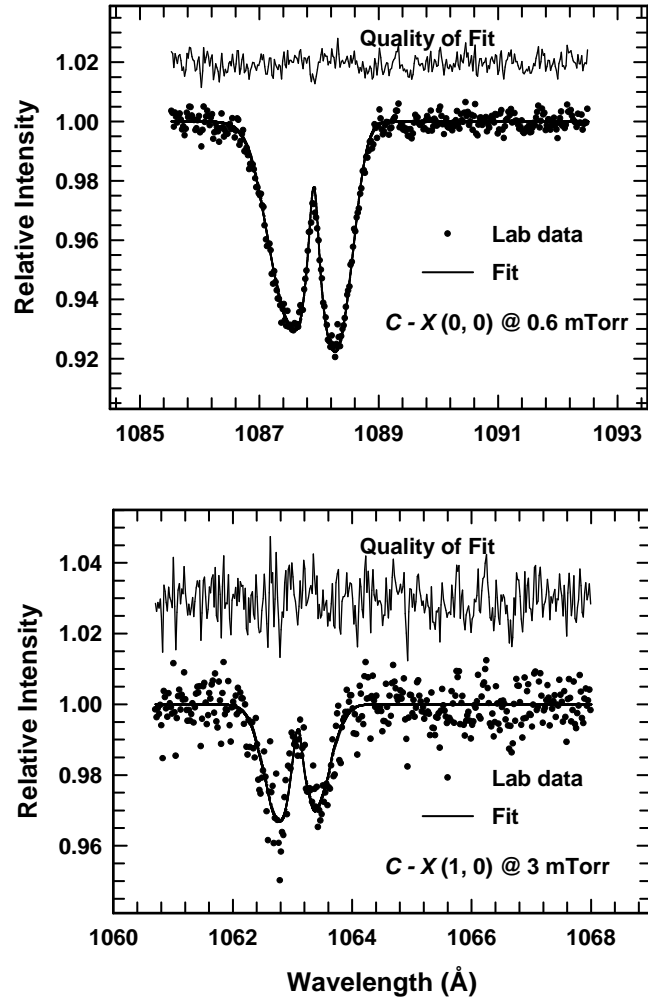 Quality of Fit
1.02
1.00
0.98
0.96
0.94
0.92
Relative Intensity
Lab data
Fit
C - X (0, 0) @ 0.6 mTorr
1085 1087 1089 1091 1093
Quality of Fit
1.04
1.02
1.00
0.98
0.96
Relative Intensity
Lab data
Fit
C - X (1, 0) @ 3 mTorr
1060 1062 1064 1066 1068
Wavelength (Å)